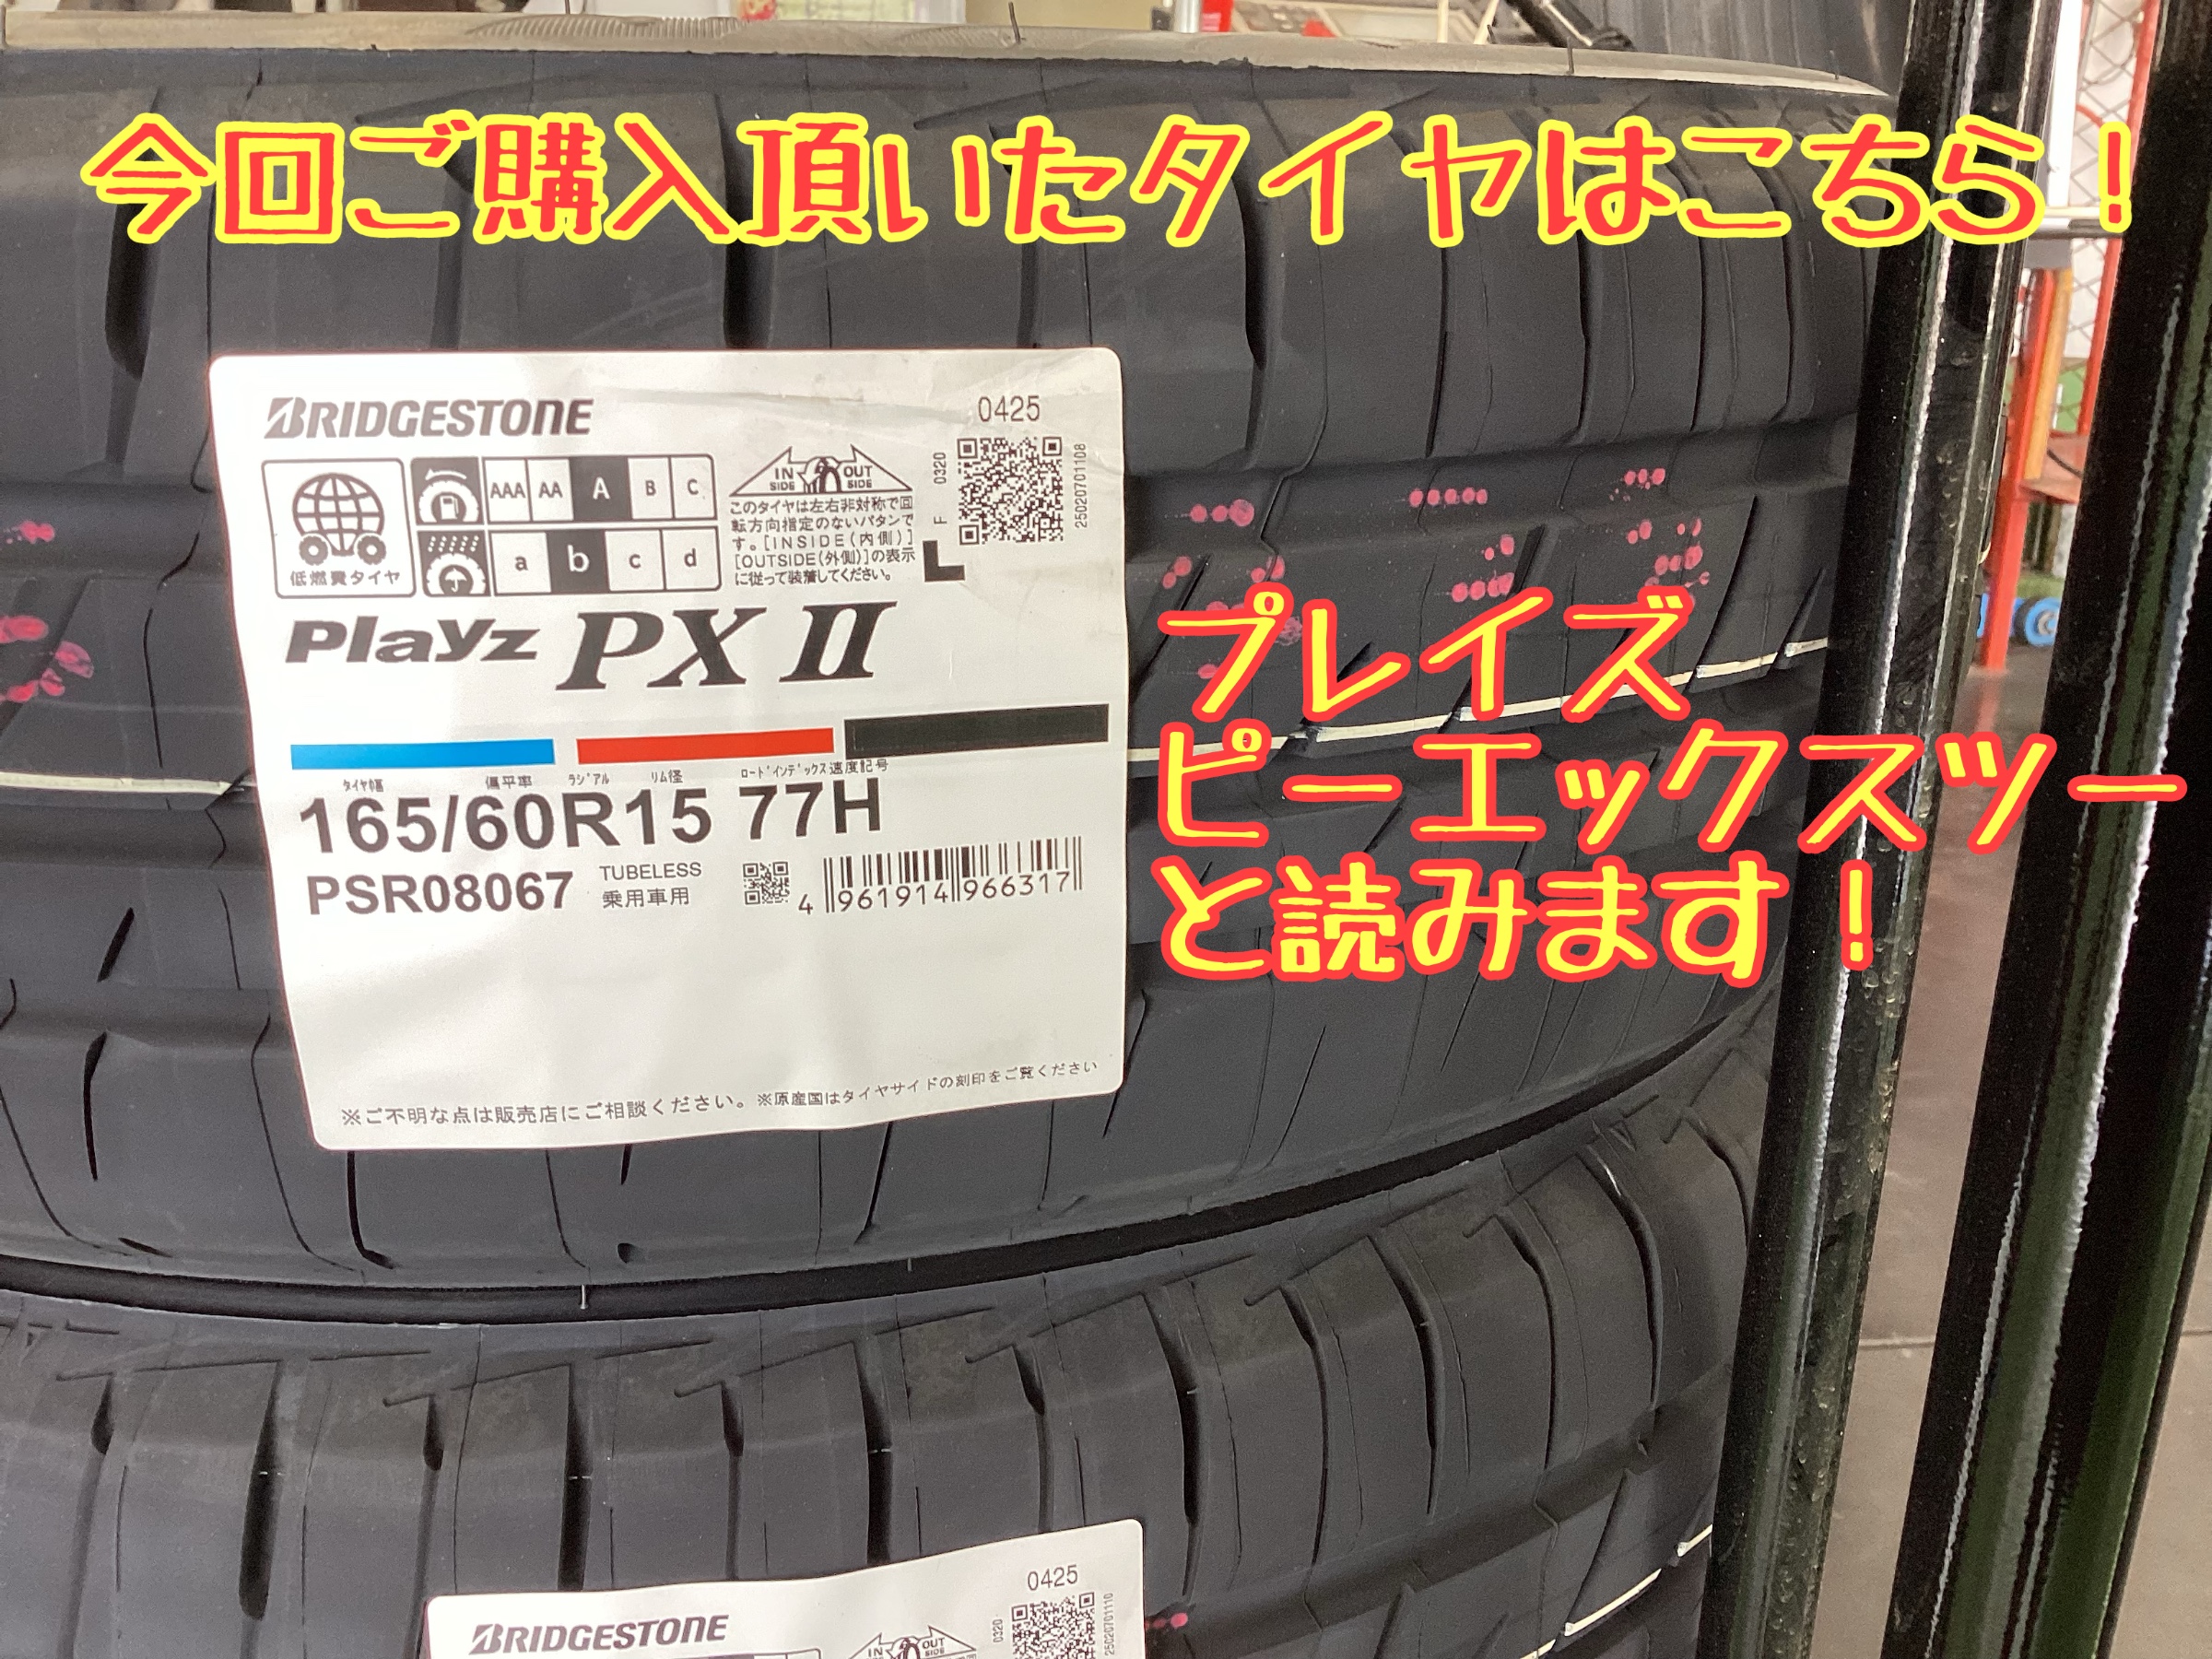 今回ご購入頂いたタイヤはこちら!
BRIDGESTONE
0425
低燃費タイヤ
AAA AA A B C
a b c d
IN SIDE OUT SIDE
このタイヤは左右非対称で回
転方向指定のないパタンで
す。[INSIDE(内側)]
[OUTSIDE(外側)]の表示
に従って装着してください。
F 0320
25020701108
L
Playz PX II
プレイズ
ピーエックスツー
と読みます!
タイヤ巾 偏平率 ラジアル リム径 ロードインデックス 速度記号
165/60R15 77H
PSR08067 TUBELESS
乗用車用
4 961914 966317
※ご不明な点は販売店にご相談ください。※原産国はタイヤサイドの刻印をご覧ください
BRIDGESTONE
0425
0320
25020701110
IN SIDE OUT SIDE